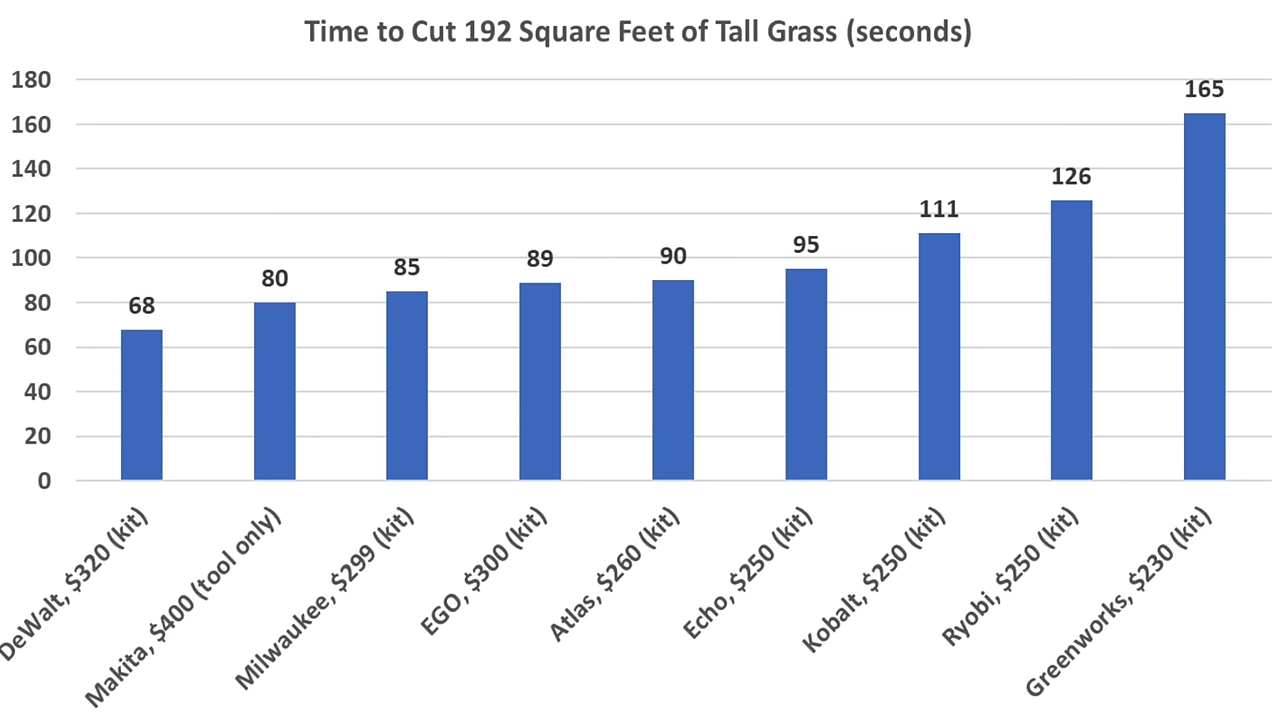 Time to Cut 192 Square Feet of Tall Grass (seconds)
180
160
140
120
100
80
60
40
20
0
68
80
85
89
90
95
111
126
165
DeWalt, $320 (kit)
Makita, $400 (tool only)
Milwaukee, $299 (kit)
EGO, $300 (kit)
Atlas, $260 (kit)
Echo, $250 (kit)
Kobalt, $250 (kit)
Ryobi, $250 (kit)
Greenworks, $230 (kit)